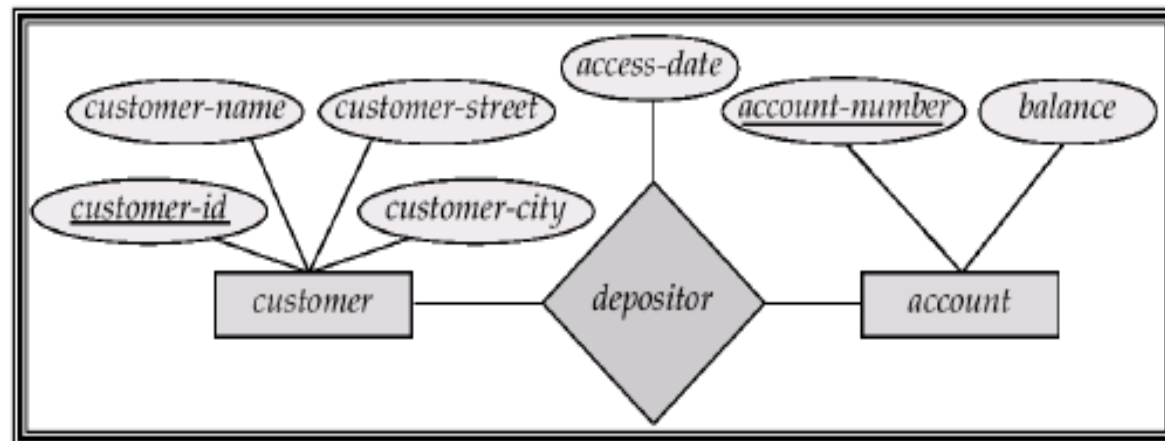 access-date
customer-name
customer-street
account-number
balance
customer-id
customer-city
customer
depositor
account